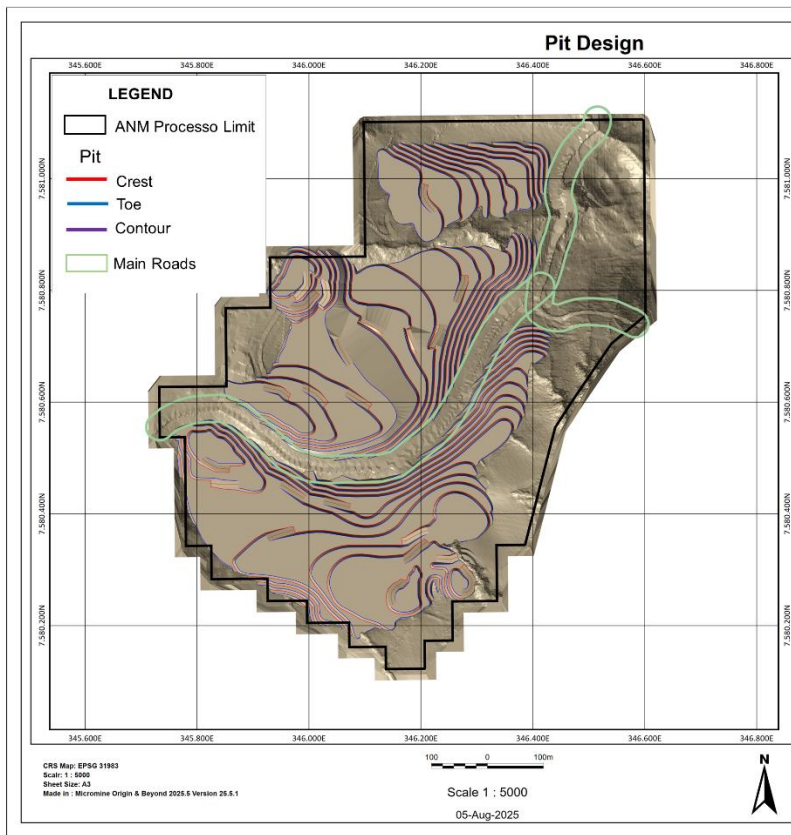 Pit Design
345.600E 345.800E 346.000E 346.200E 346.400E 346.600E 346.800E
LEGEND
ANM Processo Limit
Pit
Crest
Toe
Contour
Main Roads
7.581.000N 7.581.000N
7.580.800N 7.580.800N
7.580.600N 7.580.600N
7.580.400N 7.580.400N
7.580.200N 7.580.200N
345.600E 345.800E 346.000E 346.200E 346.400E 346.600E 346.800E
CRS Map: EPSG 31983
Scalr: 1 : 5000
Sheet Size: A3
Made in : Micromine Origin & Beyond 2025.5 Version 25.5.1
100 0 100m
Scale 1 : 5000
05-Aug-2025
N